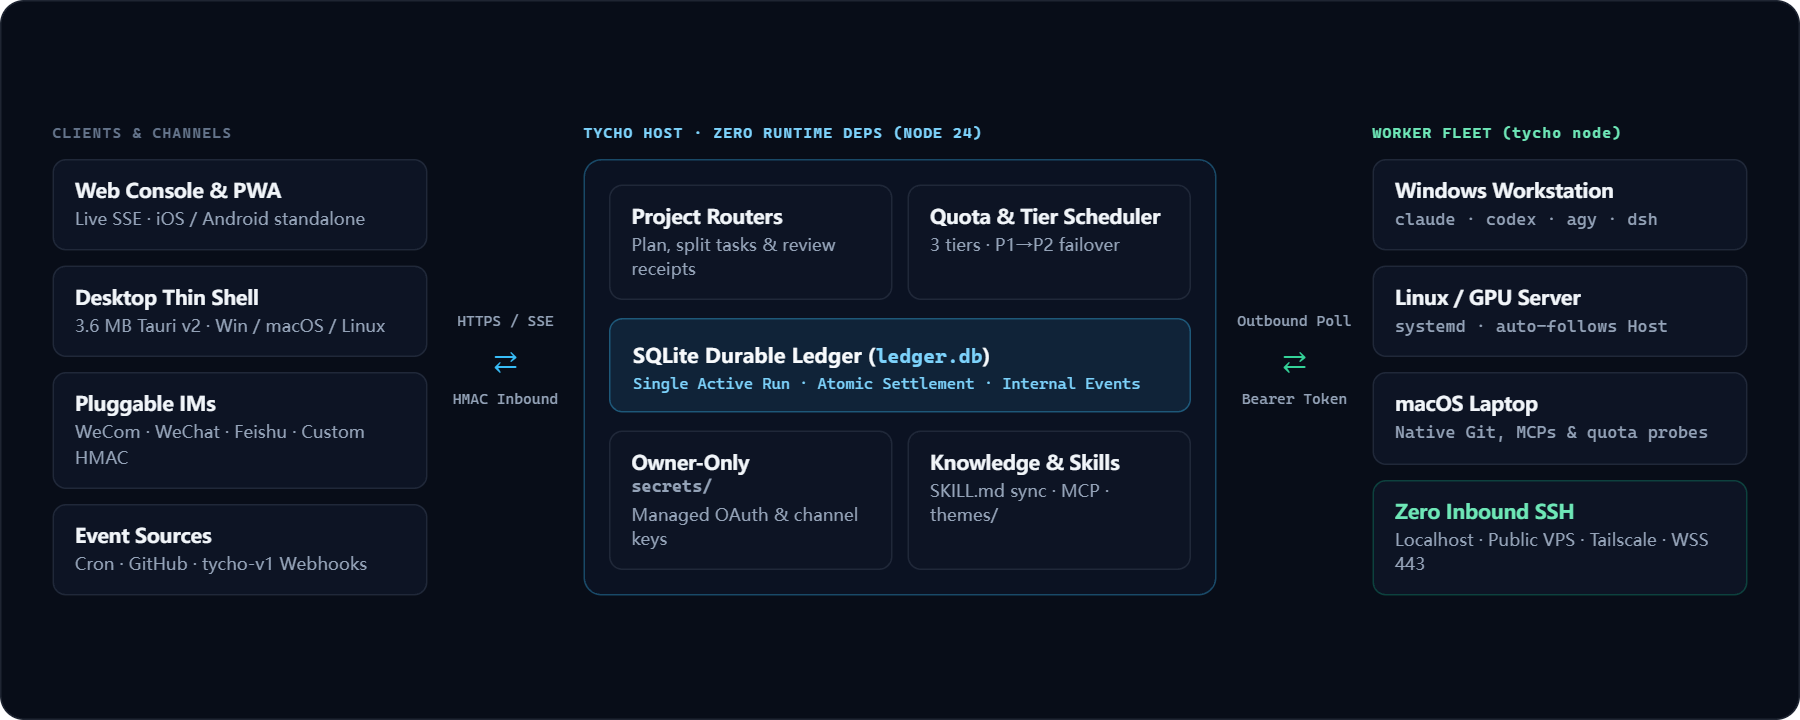 CLIENTS & CHANNELS
Web Console & PWA
Live SSE · iOS / Android standalone
Desktop Thin Shell
3.6 MB Tauri v2 · Win / macOS / Linux
Pluggable IMs
WeCom · WeChat · Feishu · Custom
HMAC
Event Sources
Cron · GitHub · tycho-v1 Webhooks
HTTPS / SSE
⇄
HMAC Inbound
TYCHO HOST · ZERO RUNTIME DEPS (NODE 24)
Project Routers
Plan, split tasks & review
receipts
Quota & Tier Scheduler
3 tiers · P1→P2 failover
SQLite Durable Ledger (ledger.db)
Single Active Run · Atomic Settlement · Internal Events
Owner-Only
secrets/
Managed OAuth & channel
keys
Knowledge & Skills
SKILL.md sync · MCP ·
themes/
Outbound Poll
⇄
Bearer Token
WORKER FLEET (tycho node)
Windows Workstation
claude · codex · agy · dsh
Linux / GPU Server
systemd · auto-follows Host
macOS Laptop
Native Git, MCPs & quota probes
Zero Inbound SSH
Localhost · Public VPS · Tailscale · WSS
443